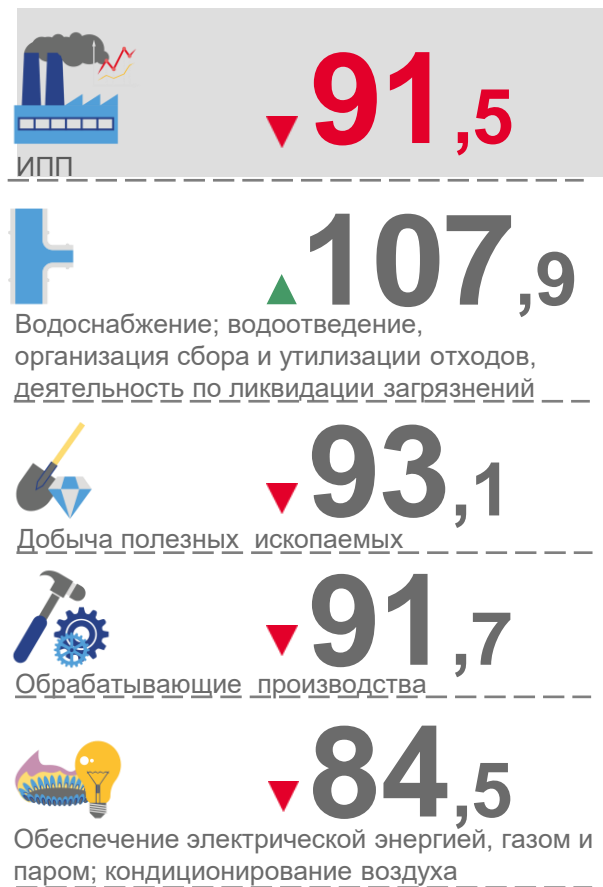 91,5
ИПП
107,9
Водоснабжение; водоотведение,
организация сбора и утилизации отходов,
деятельность по ликвидации загрязнений
93,1
Добыча полезных ископаемых
91,7
Обрабатывающие производства
84,5
Обеспечение электрической энергией, газом и
паром; кондиционирование воздуха